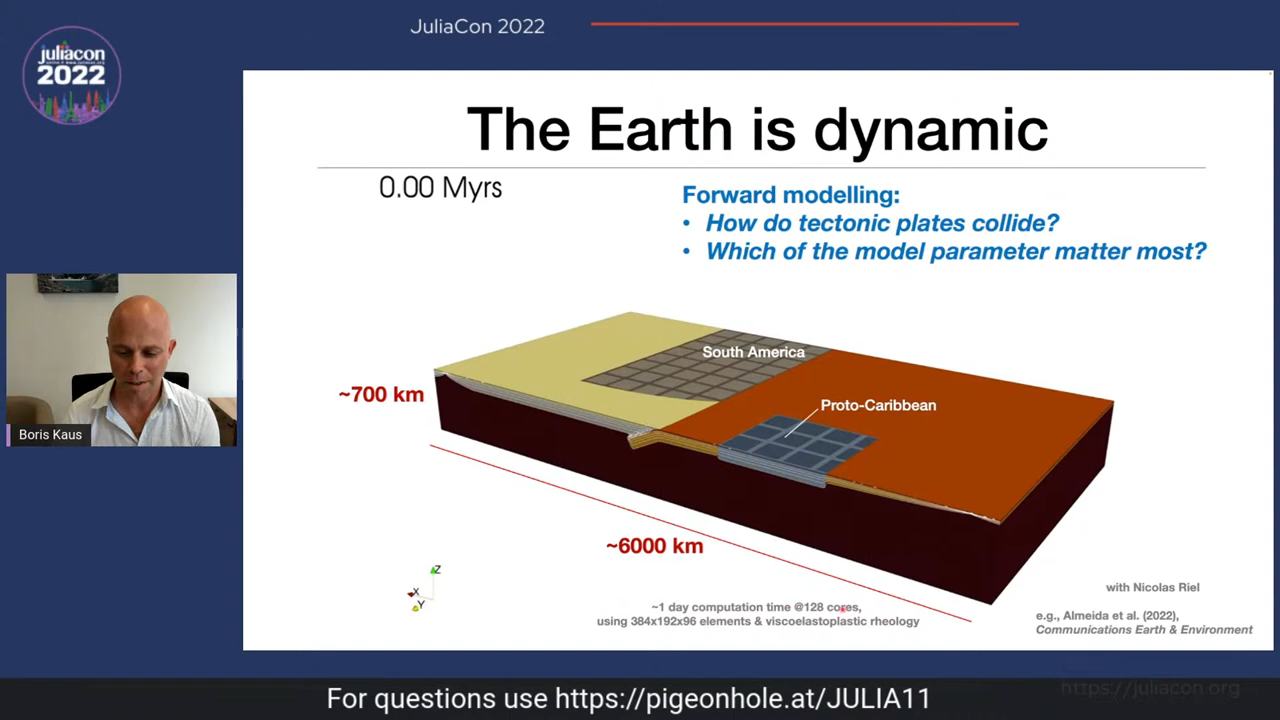 JuliaCon 2022
juliacon
2022
The Earth is dynamic
0.00 Myrs
Forward modelling:
• How do tectonic plates collide?
• Which of the model parameter matter most?
South America
~700 km
Proto-Caribbean
Boris Kaus
~6000 km
Z
X
Y
with Nicolas Riel
~1 day computation time @128 cores,
using 384x192x96 elements & viscoelastoplastic rheology
e.g., Almeida et al. (2022),
Communications Earth & Environment
For questions use https://pigeonhole.at/JULIA11
https://juliacon.org